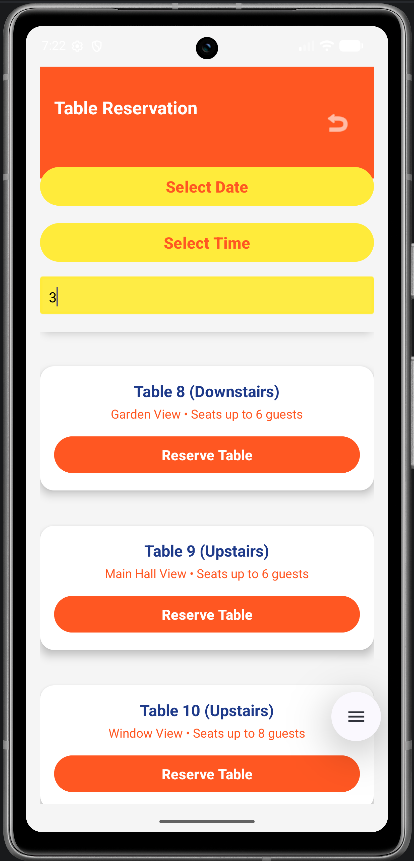 7:22
Table Reservation
Select Date
Select Time
3
Table 8 (Downstairs)
Garden View • Seats up to 6 guests
Reserve Table
Table 9 (Upstairs)
Main Hall View • Seats up to 6 guests
Reserve Table
Table 10 (Upstairs)
Window View • Seats up to 8 guests
Reserve Table